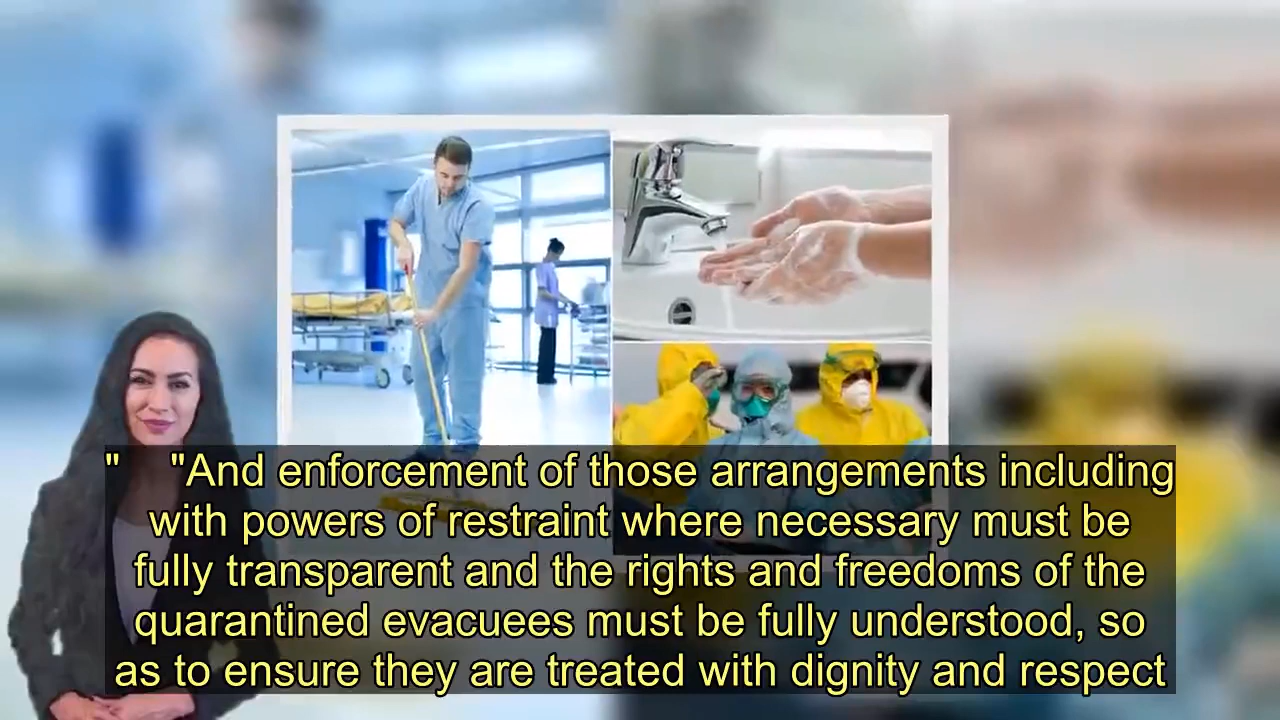 "    "And enforcement of those arrangements including
with powers of restraint where necessary must be
fully transparent and the rights and freedoms of the
quarantined evacuees must be fully understood, so
as to ensure they are treated with dignity and respect